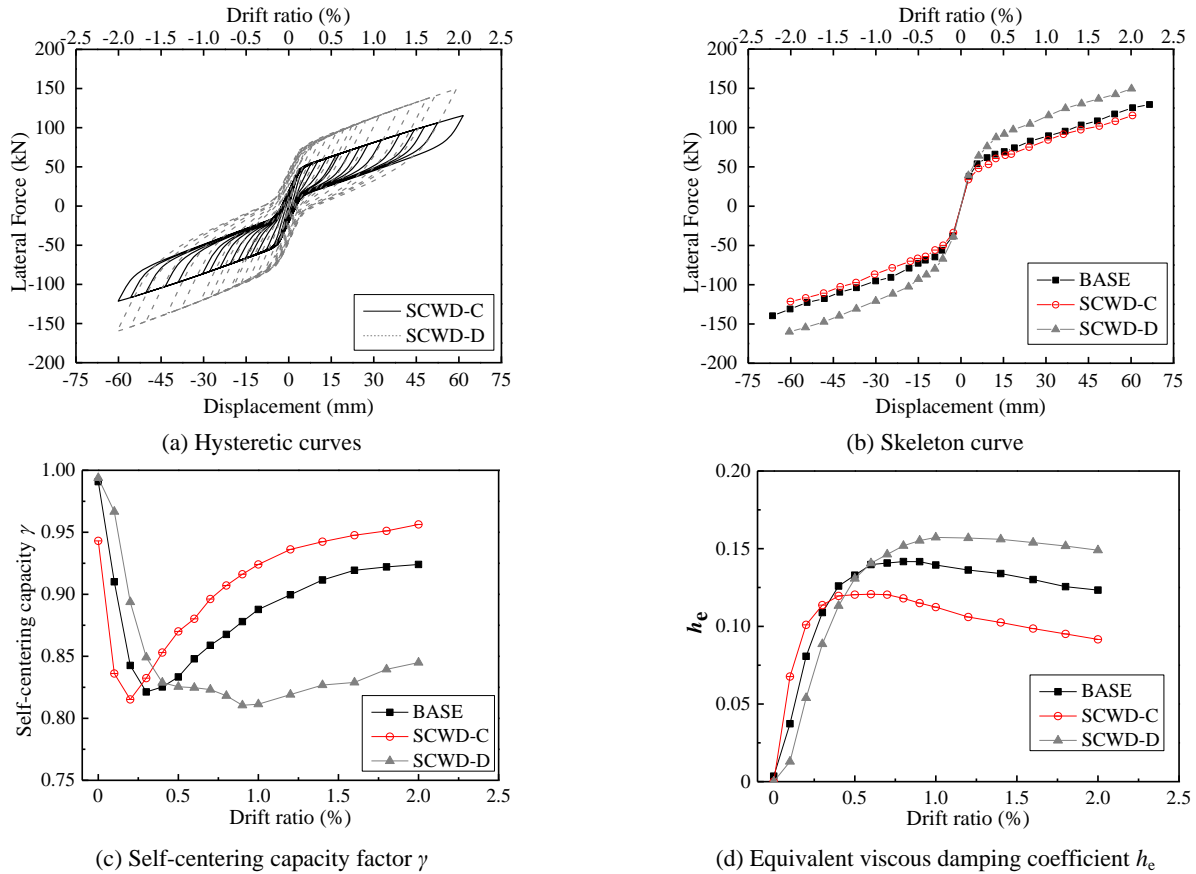 Drift ratio (%)
-2.5 -2.0 -1.5 -1.0 -0.5 0.0 0.5 1.0 1.5 2.0 2.5
200
150
100
50
0
-50
-100
-150
-200
Lateral Force (kN)
SCWD-C
SCWD-D
-75 -60 -45 -30 -15 0 15 30 45 60 75
Displacement (mm)
(a) Hysteretic curves
Drift ratio (%)
-2.5 -2.0 -1.5 -1.0 -0.5 0.0 0.5 1.0 1.5 2.0 2.5
200
150
100
50
0
-50
-100
-150
-200
Lateral Force (kN)
BASE
SCWD-C
SCWD-D
-75 -60 -45 -30 -15 0 15 30 45 60 75
Displacement (mm)
(b) Skeleton curve
1.00
0.95
0.90
0.85
0.80
0.75
Self-centering capacity γ
BASE
SCWD-C
SCWD-D
0 0.5 1.0 1.5 2.0 2.5
Drift ratio (%)
(c) Self-centering capacity factor γ
0.20
0.15
0.10
0.05
0
he
BASE
SCWD-C
SCWD-D
0 0.5 1.0 1.5 2.0 2.5
Drift ratio (%)
(d) Equivalent viscous damping coefficient he